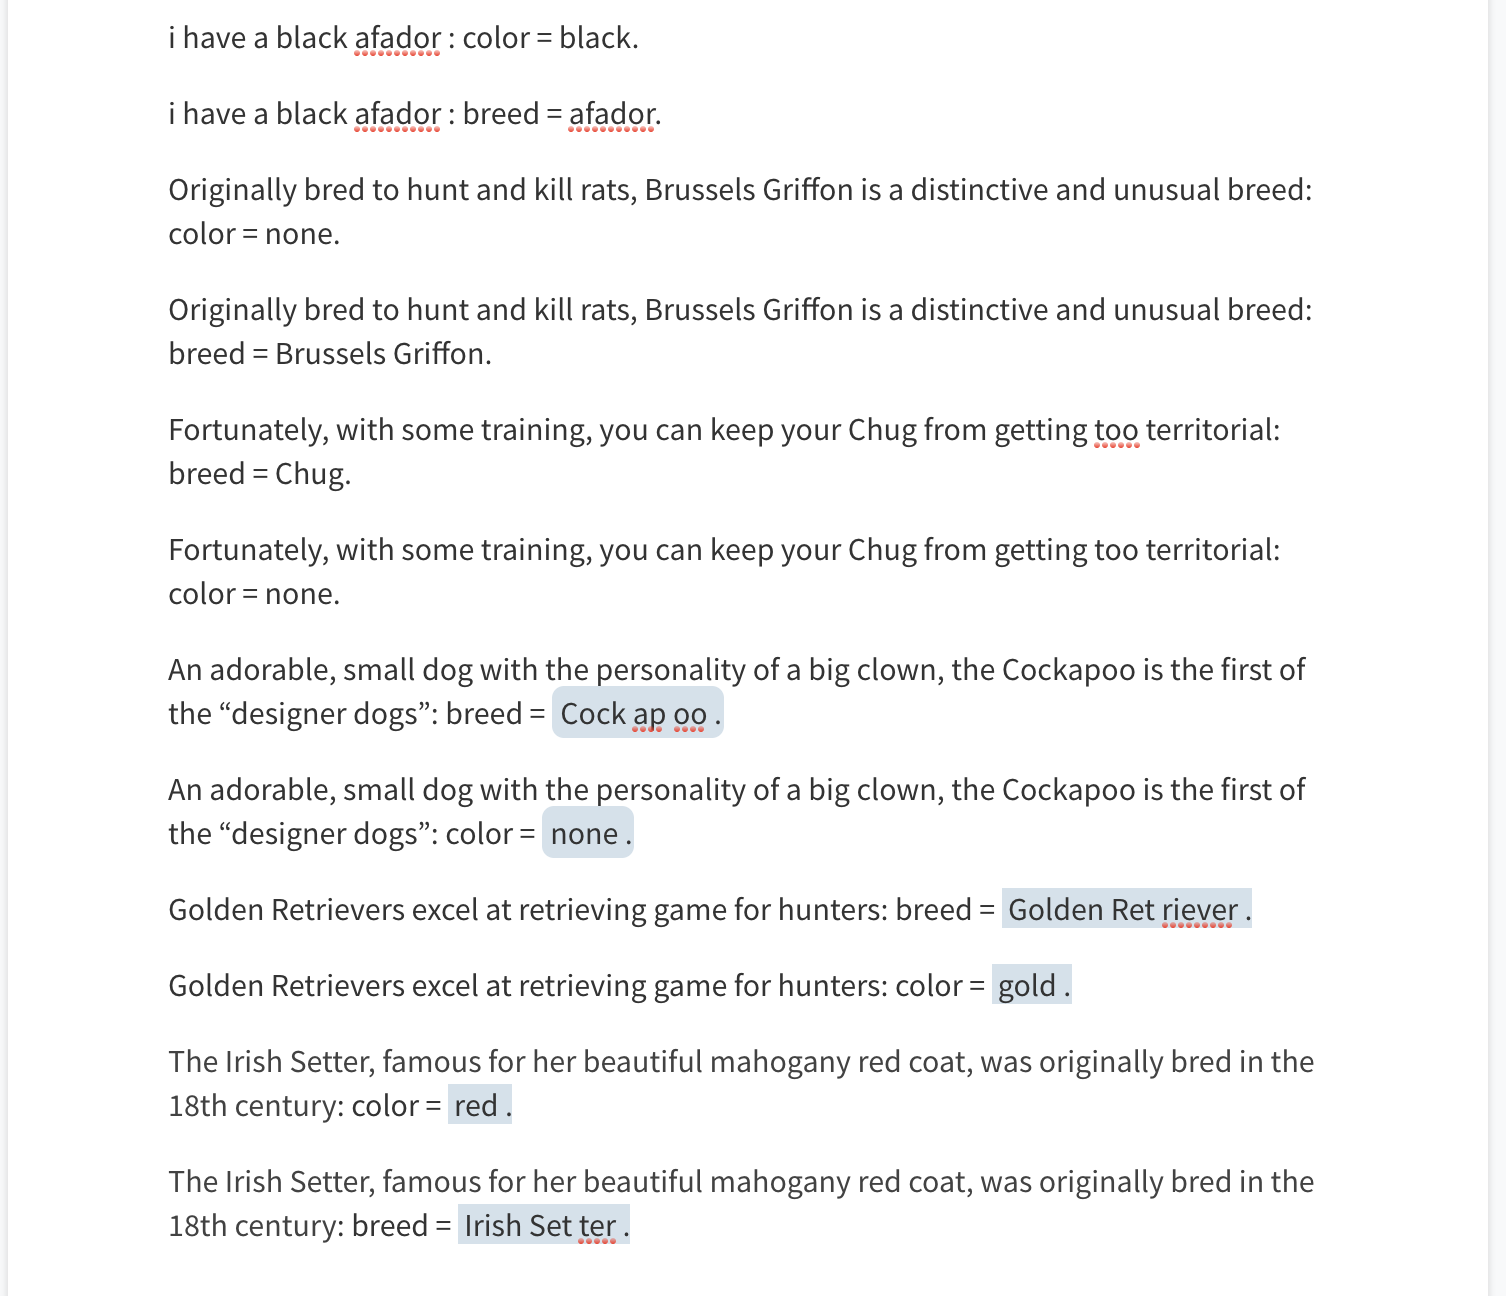 i have a black afador : color = black.
i have a black afador : breed = afador.
Originally bred to hunt and kill rats, Brussels Griffon is a distinctive and unusual breed:
color = none.
Originally bred to hunt and kill rats, Brussels Griffon is a distinctive and unusual breed:
breed = Brussels Griffon.
Fortunately, with some training, you can keep your Chug from getting too territorial:
breed = Chug.
Fortunately, with some training, you can keep your Chug from getting too territorial:
color = none.
An adorable, small dog with the personality of a big clown, the Cockapoo is the first of
the “designer dogs”: breed = Cock ap oo .
An adorable, small dog with the personality of a big clown, the Cockapoo is the first of
the “designer dogs”: color = none .
Golden Retrievers excel at retrieving game for hunters: breed = Golden Ret riever .
Golden Retrievers excel at retrieving game for hunters: color = gold .
The Irish Setter, famous for her beautiful mahogany red coat, was originally bred in the
18th century: color = red .
The Irish Setter, famous for her beautiful mahogany red coat, was originally bred in the
18th century: breed = Irish Set ter .